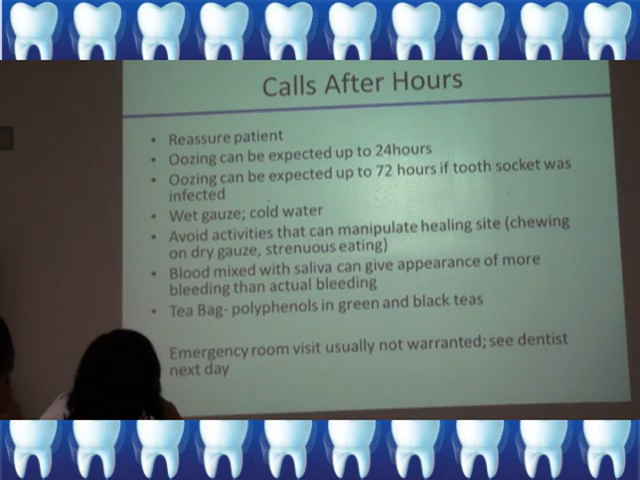 Calls After Hours
• Reassure patient
• Oozing can be expected up to 24hours
• Oozing can be expected up to 72 hours if tooth socket was
infected
• Wet gauze; cold water
• Avoid activities that can manipulate healing site (chewing
on dry gauze, strenuous eating)
• Blood mixed with saliva can give appearance of more
bleeding than actual bleeding
• Tea Bag- polyphenols in green and black teas
Emergency room visit usually not warranted; see dentist
next day